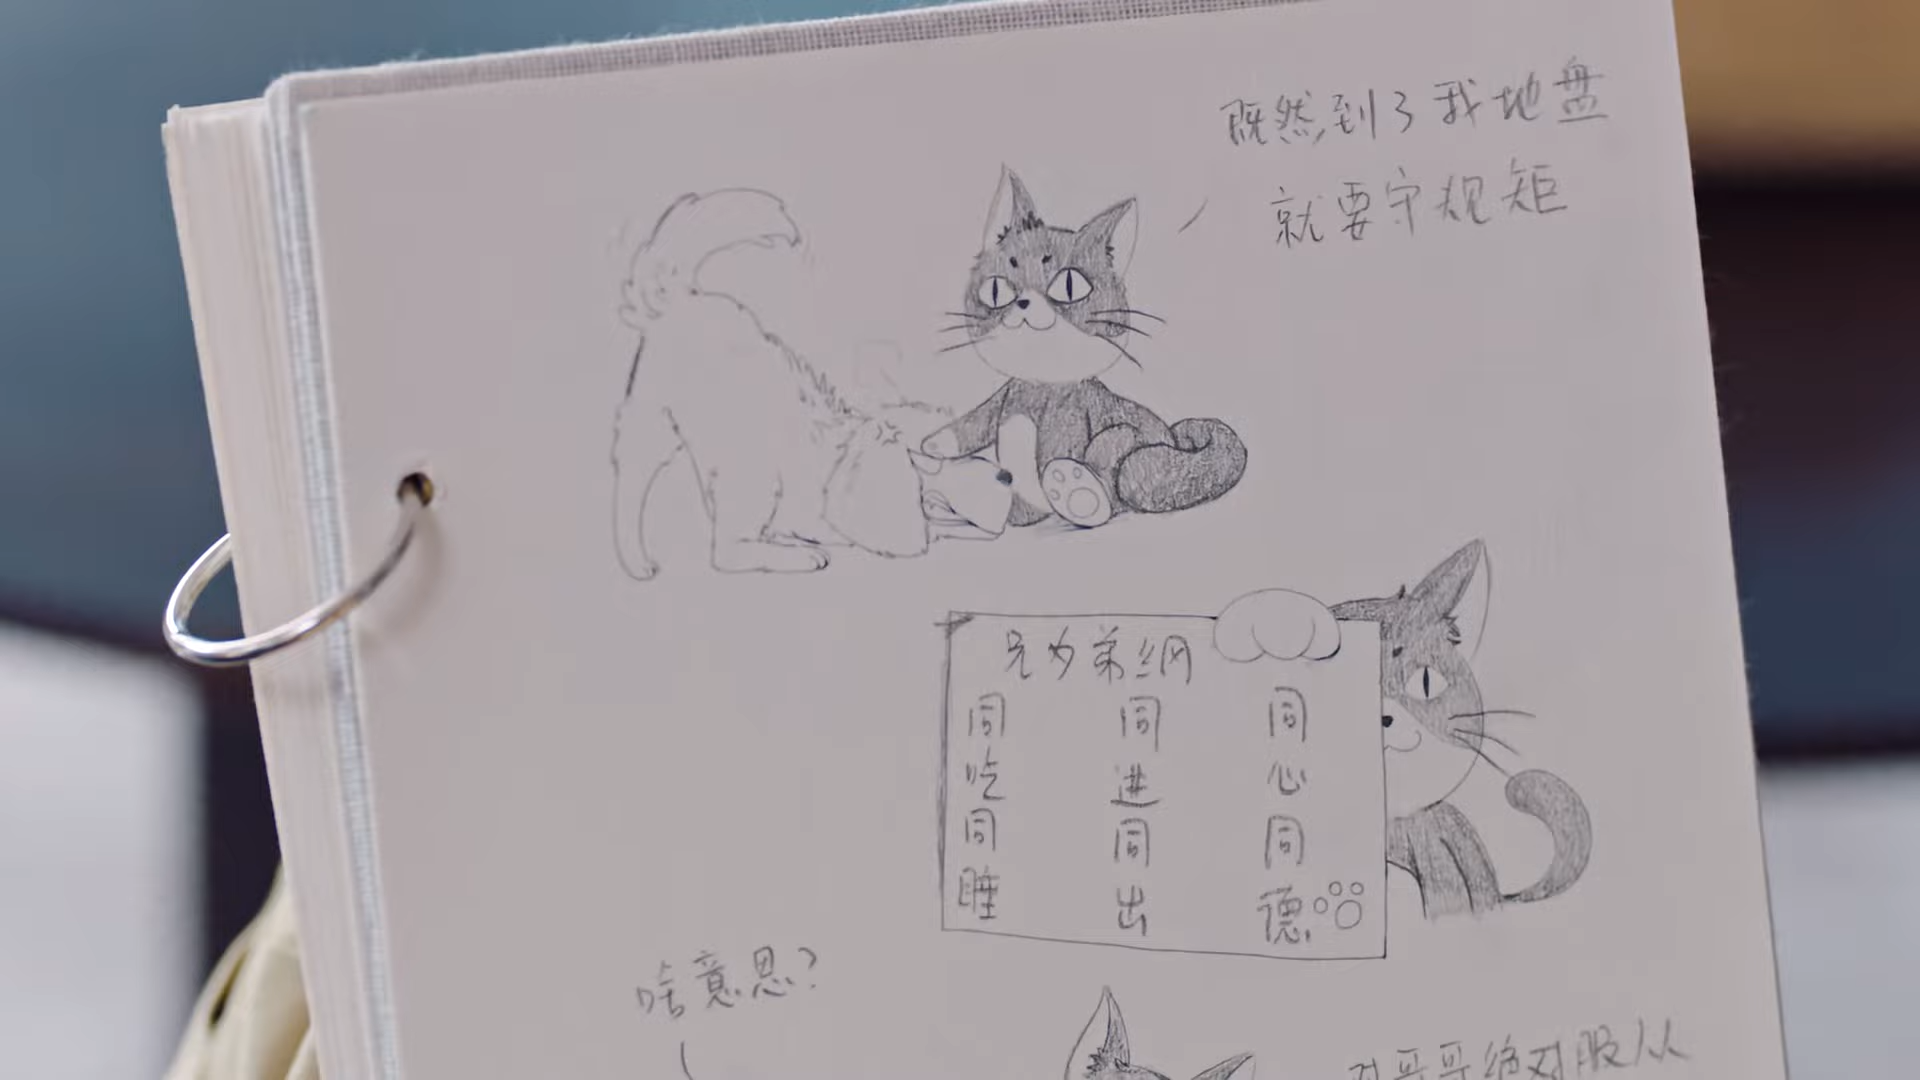 既然到了我地盘
就要守规矩
兄为弟纲
同吃同睡
同进同出
同心同德
啥意思?
对哥哥绝对服从